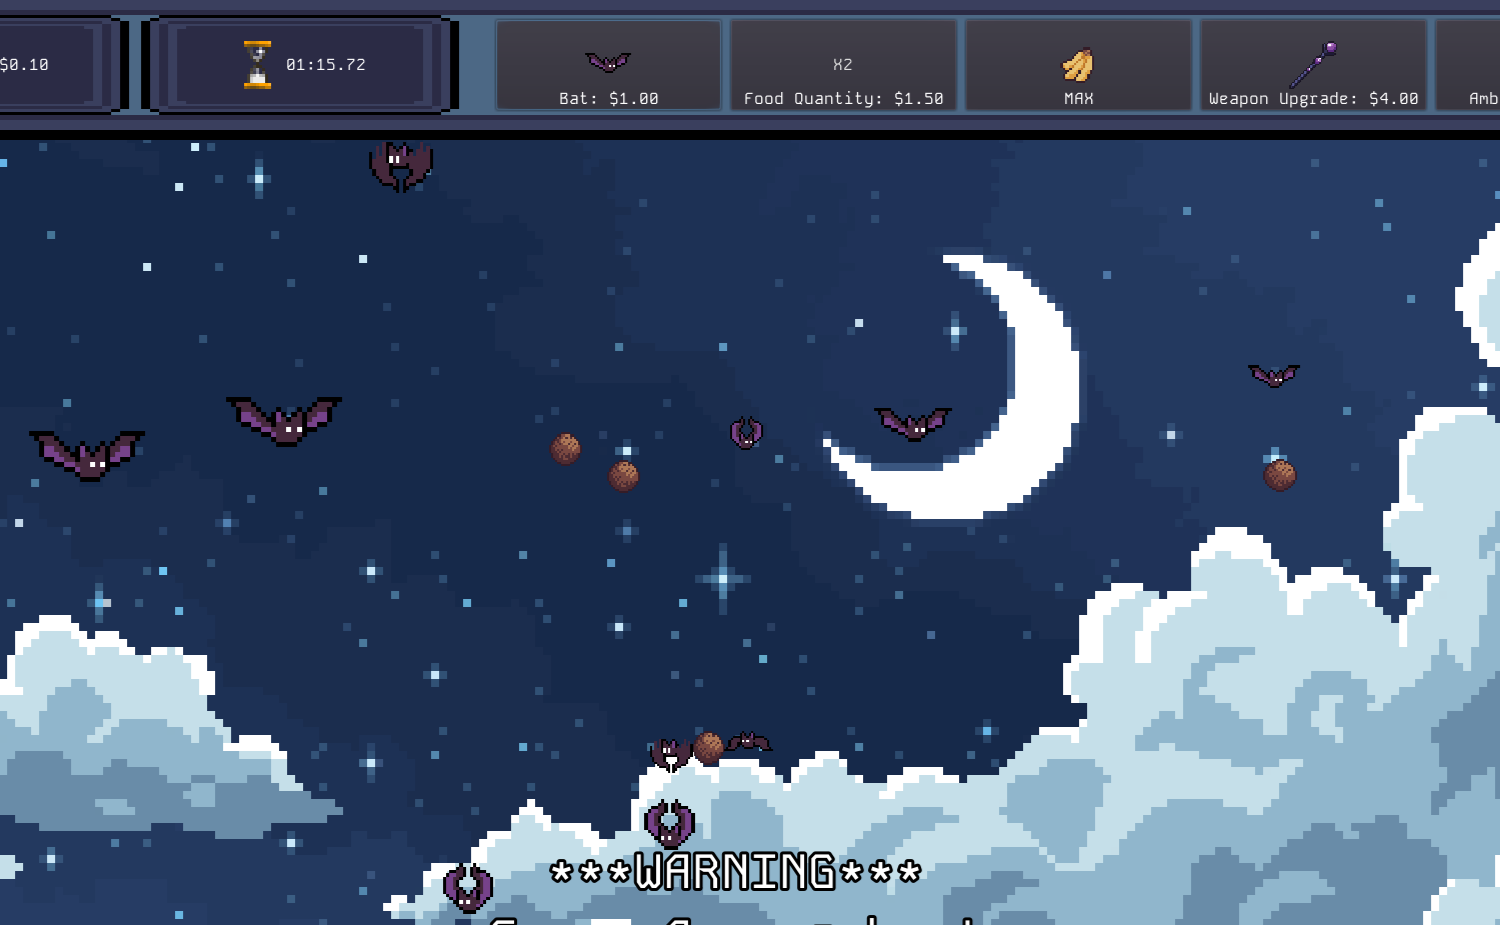 $0.10
01:15.72
Bat: $1.00
X2
Food Quantity: $1.50
MAX
Weapon Upgrade: $4.00
Amb
***WARNING***